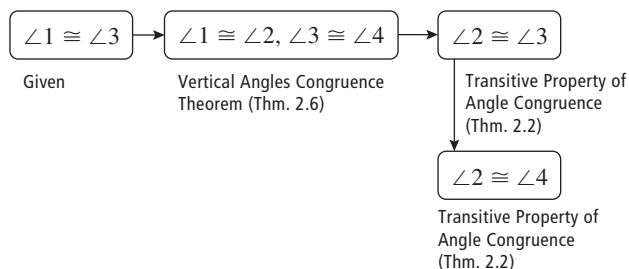 ∠1 ≅ ∠3
Given
∠1 ≅ ∠2, ∠3 ≅ ∠4
Vertical Angles Congruence
Theorem (Thm. 2.6)
∠2 ≅ ∠3
Transitive Property of
Angle Congruence
(Thm. 2.2)
∠2 ≅ ∠4
Transitive Property of
Angle Congruence
(Thm. 2.2)